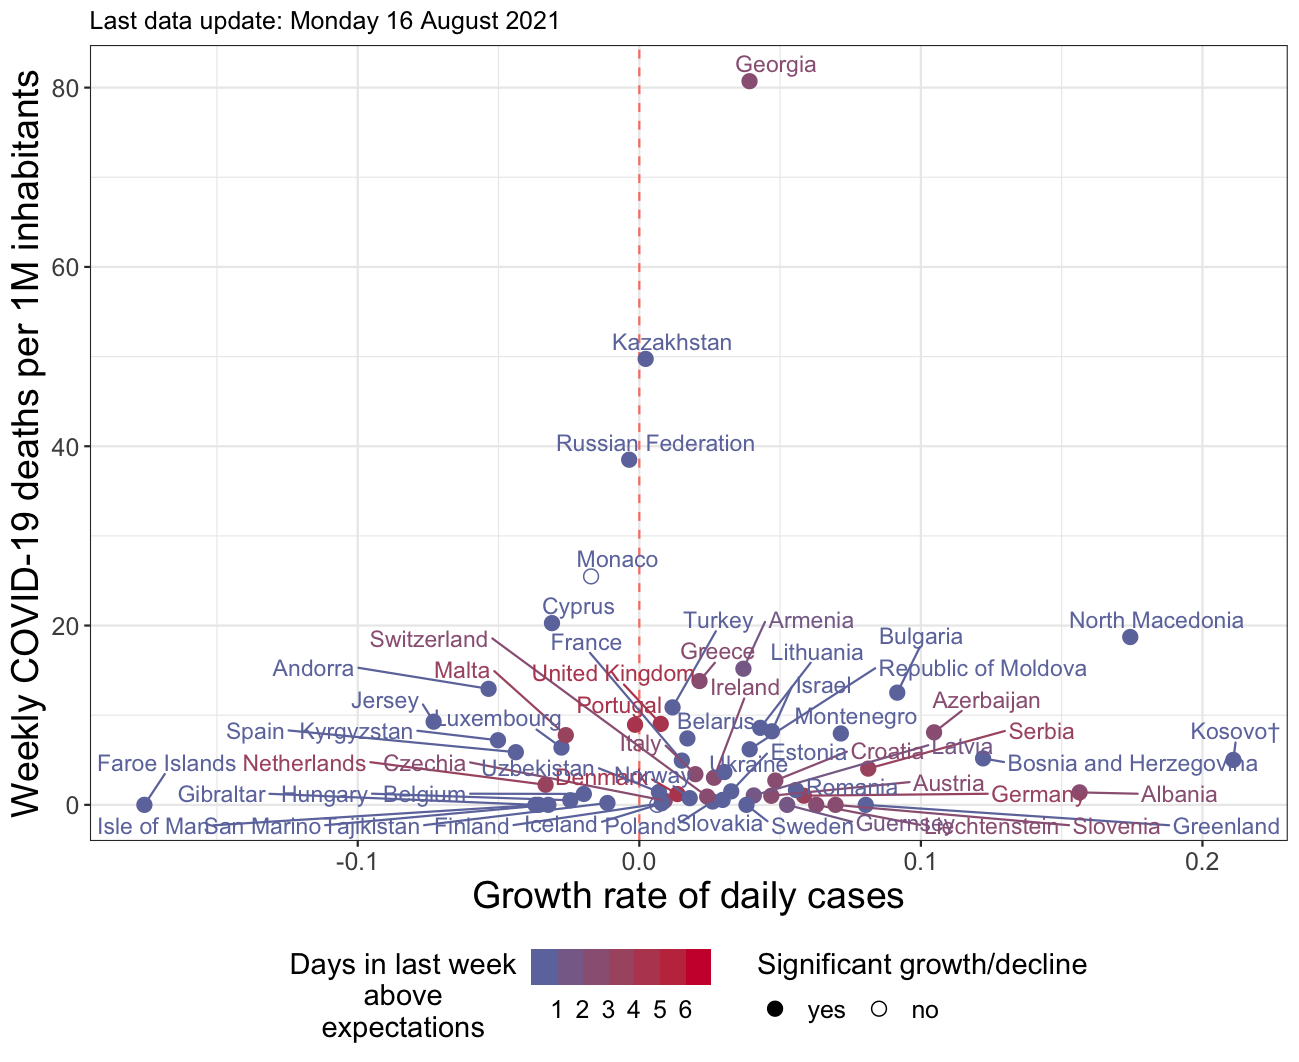 Last data update: Monday 16 August 2021
Weekly COVID-19 deaths per 1M inhabitants
80
60
40
20
0
Georgia
Kazakhstan
Russian Federation
Monaco
Cyprus
France
Turkey
Armenia
North Macedonia
Switzerland
Greece
Lithuania
Bulgaria
Andorra
Malta
United Kingdom
Republic of Moldova
Jersey
Portugal
Ireland
Israel
Azerbaijan
Luxembourg
Belarus
Montenegro
Spain
Kyrgyzstan
Italy
Estonia
Croatia
Latvia
Serbia
Kosovo†
Faroe Islands
Netherlands
Czechia
Uzbekistan
Denmark
Norway
Ukraine
Bosnia and Herzegovina
Gibraltar
Hungary
Belgium
Romania
Austria
Germany
Albania
Isle of Man
San Marino
Tajikistan
Finland
Iceland
Poland
Slovakia
Sweden
Guernsey
Liechtenstein
Slovenia
Greenland
-0.1
0.0
0.1
0.2
Growth rate of daily cases
Days in last week
above
expectations
1 2 3 4 5 6
Significant growth/decline
yes
no